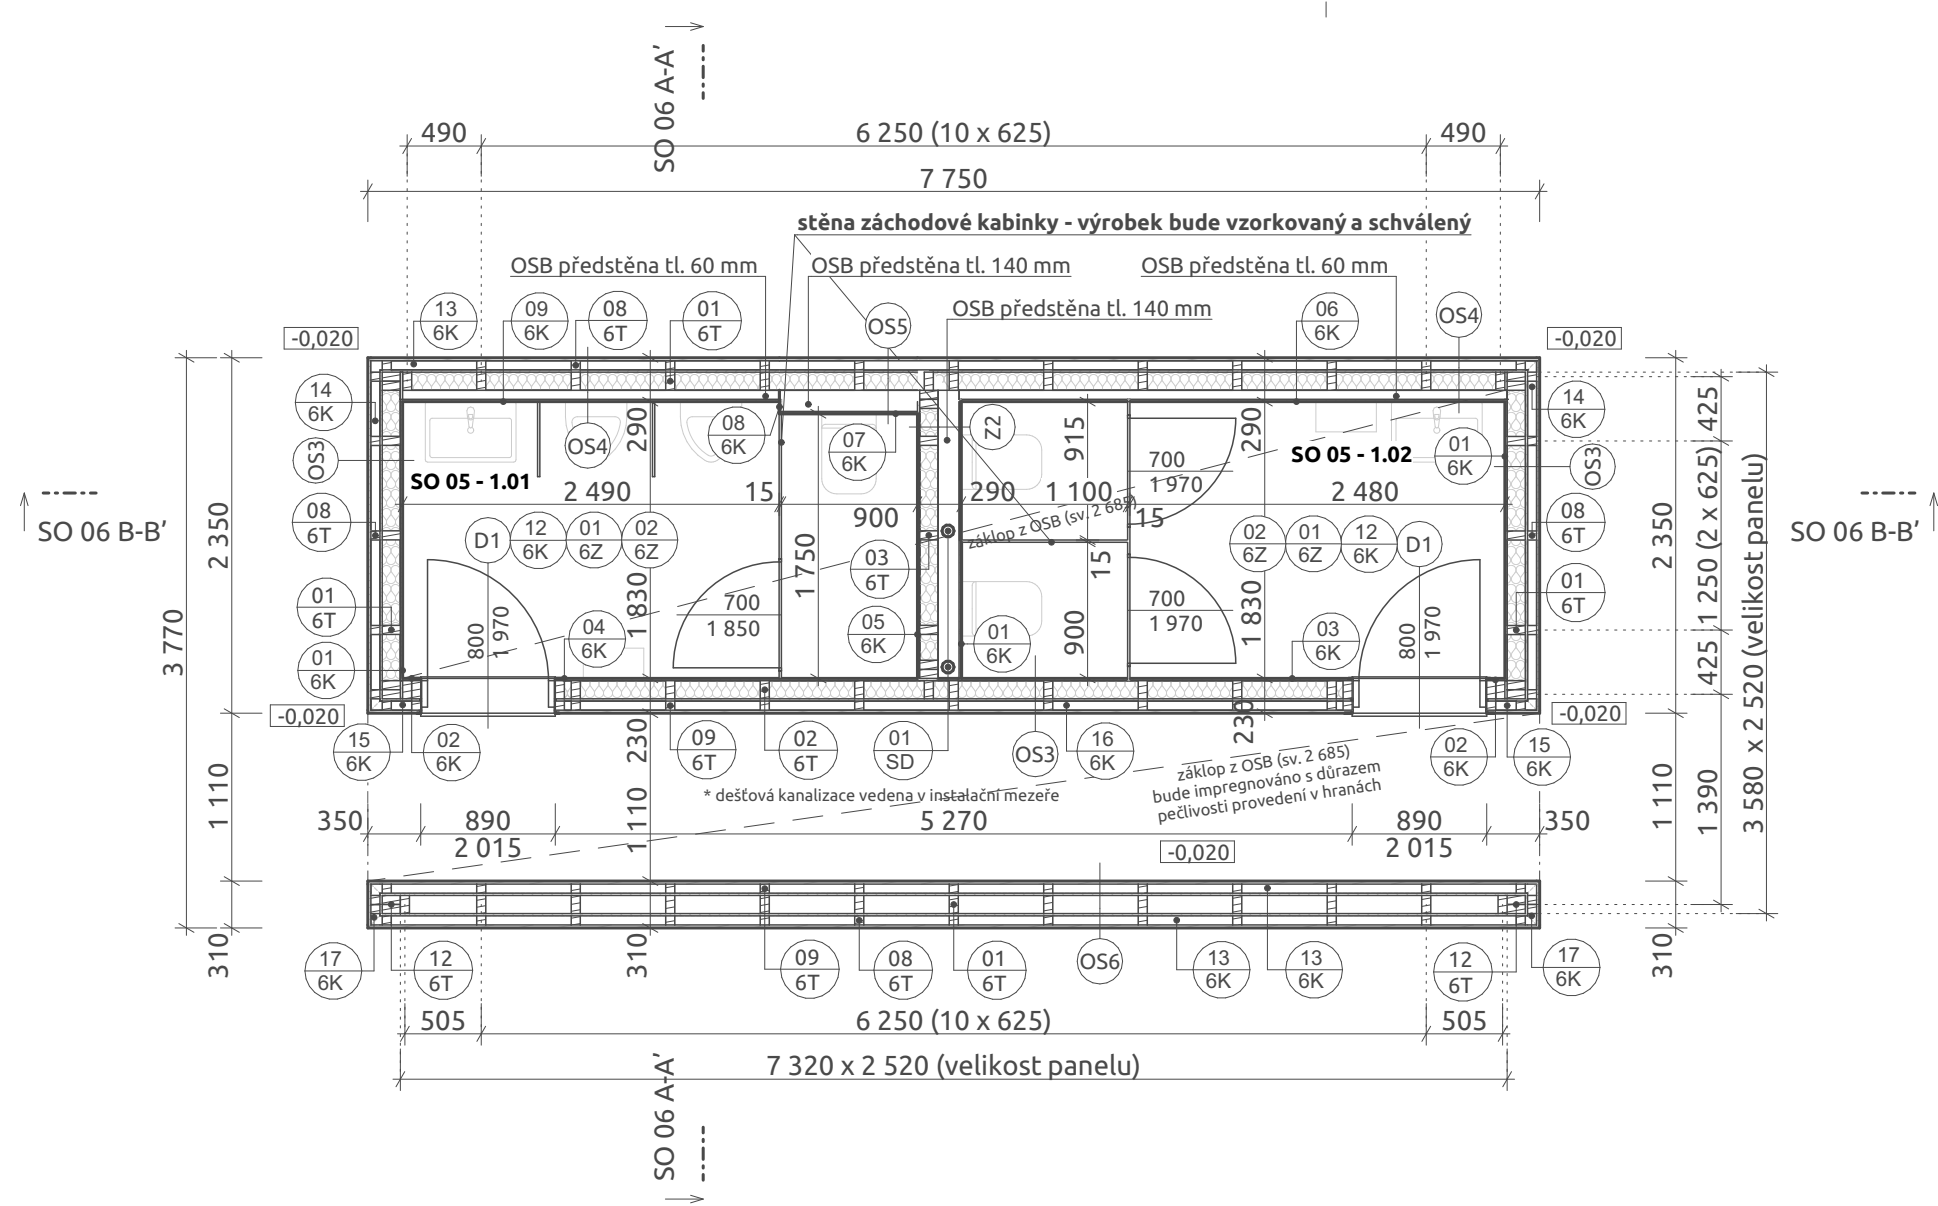 SO 06 A-A’
490
6 250 (10 x 625)
490
7 750
stěna záchodové kabinky - výrobek bude vzorkovaný a schválený
OSB předstěna tl. 60 mm
OSB předstěna tl. 140 mm
OSB předstěna tl. 60 mm
OSB předstěna tl. 140 mm
13
6K
09
6K
08
6T
01
6T
OS5
06
6K
OS4
-0,020
-0,020
14
6K
OS3
08
6T
01
6T
01
6K
-0,020
SO 06 B-B’
3 770
2 350
1 110
310
SO 05 - 1.01
OS4
290
08
6K
07
6K
Z2
915
290
SO 05 - 1.02
01
6K
14
6K
OS3
08
6T
01
6T
2 490
15
900
290
1 100
15
2 480
700
1 970
záklop z OSB (sv. 2 685)
D1
12
6K
01
6Z
02
6Z
1 750
03
6T
15
02
6Z
01
6Z
12
6K
D1
800
1 970
04
6K
1 830
700
1 850
05
6K
01
6K
900
700
1 970
1 830
03
6K
800
1 970
-0,020
SO 06 B-B’
2 350
425
1 250 (2 x 625)
425
1 390
3 580 x 2 520 (velikost panelu)
1 110
310
15
6K
02
6K
230
09
6T
02
6T
01
SD
OS3
16
6K
230
02
6K
15
6K
záklop z OSB (sv. 2 685)
bude impregnováno s důrazem
pečlivosti provedení v hranách
* dešťová kanalizace vedena v instalační mezeře
350
890
2 015
1 110
5 270
890
2 015
350
-0,020
17
6K
12
6T
310
09
6T
08
6T
01
6T
OS6
13
6K
13
6K
12
6T
17
6K
505
6 250 (10 x 625)
505
7 320 x 2 520 (velikost panelu)
SO 06 A-A’